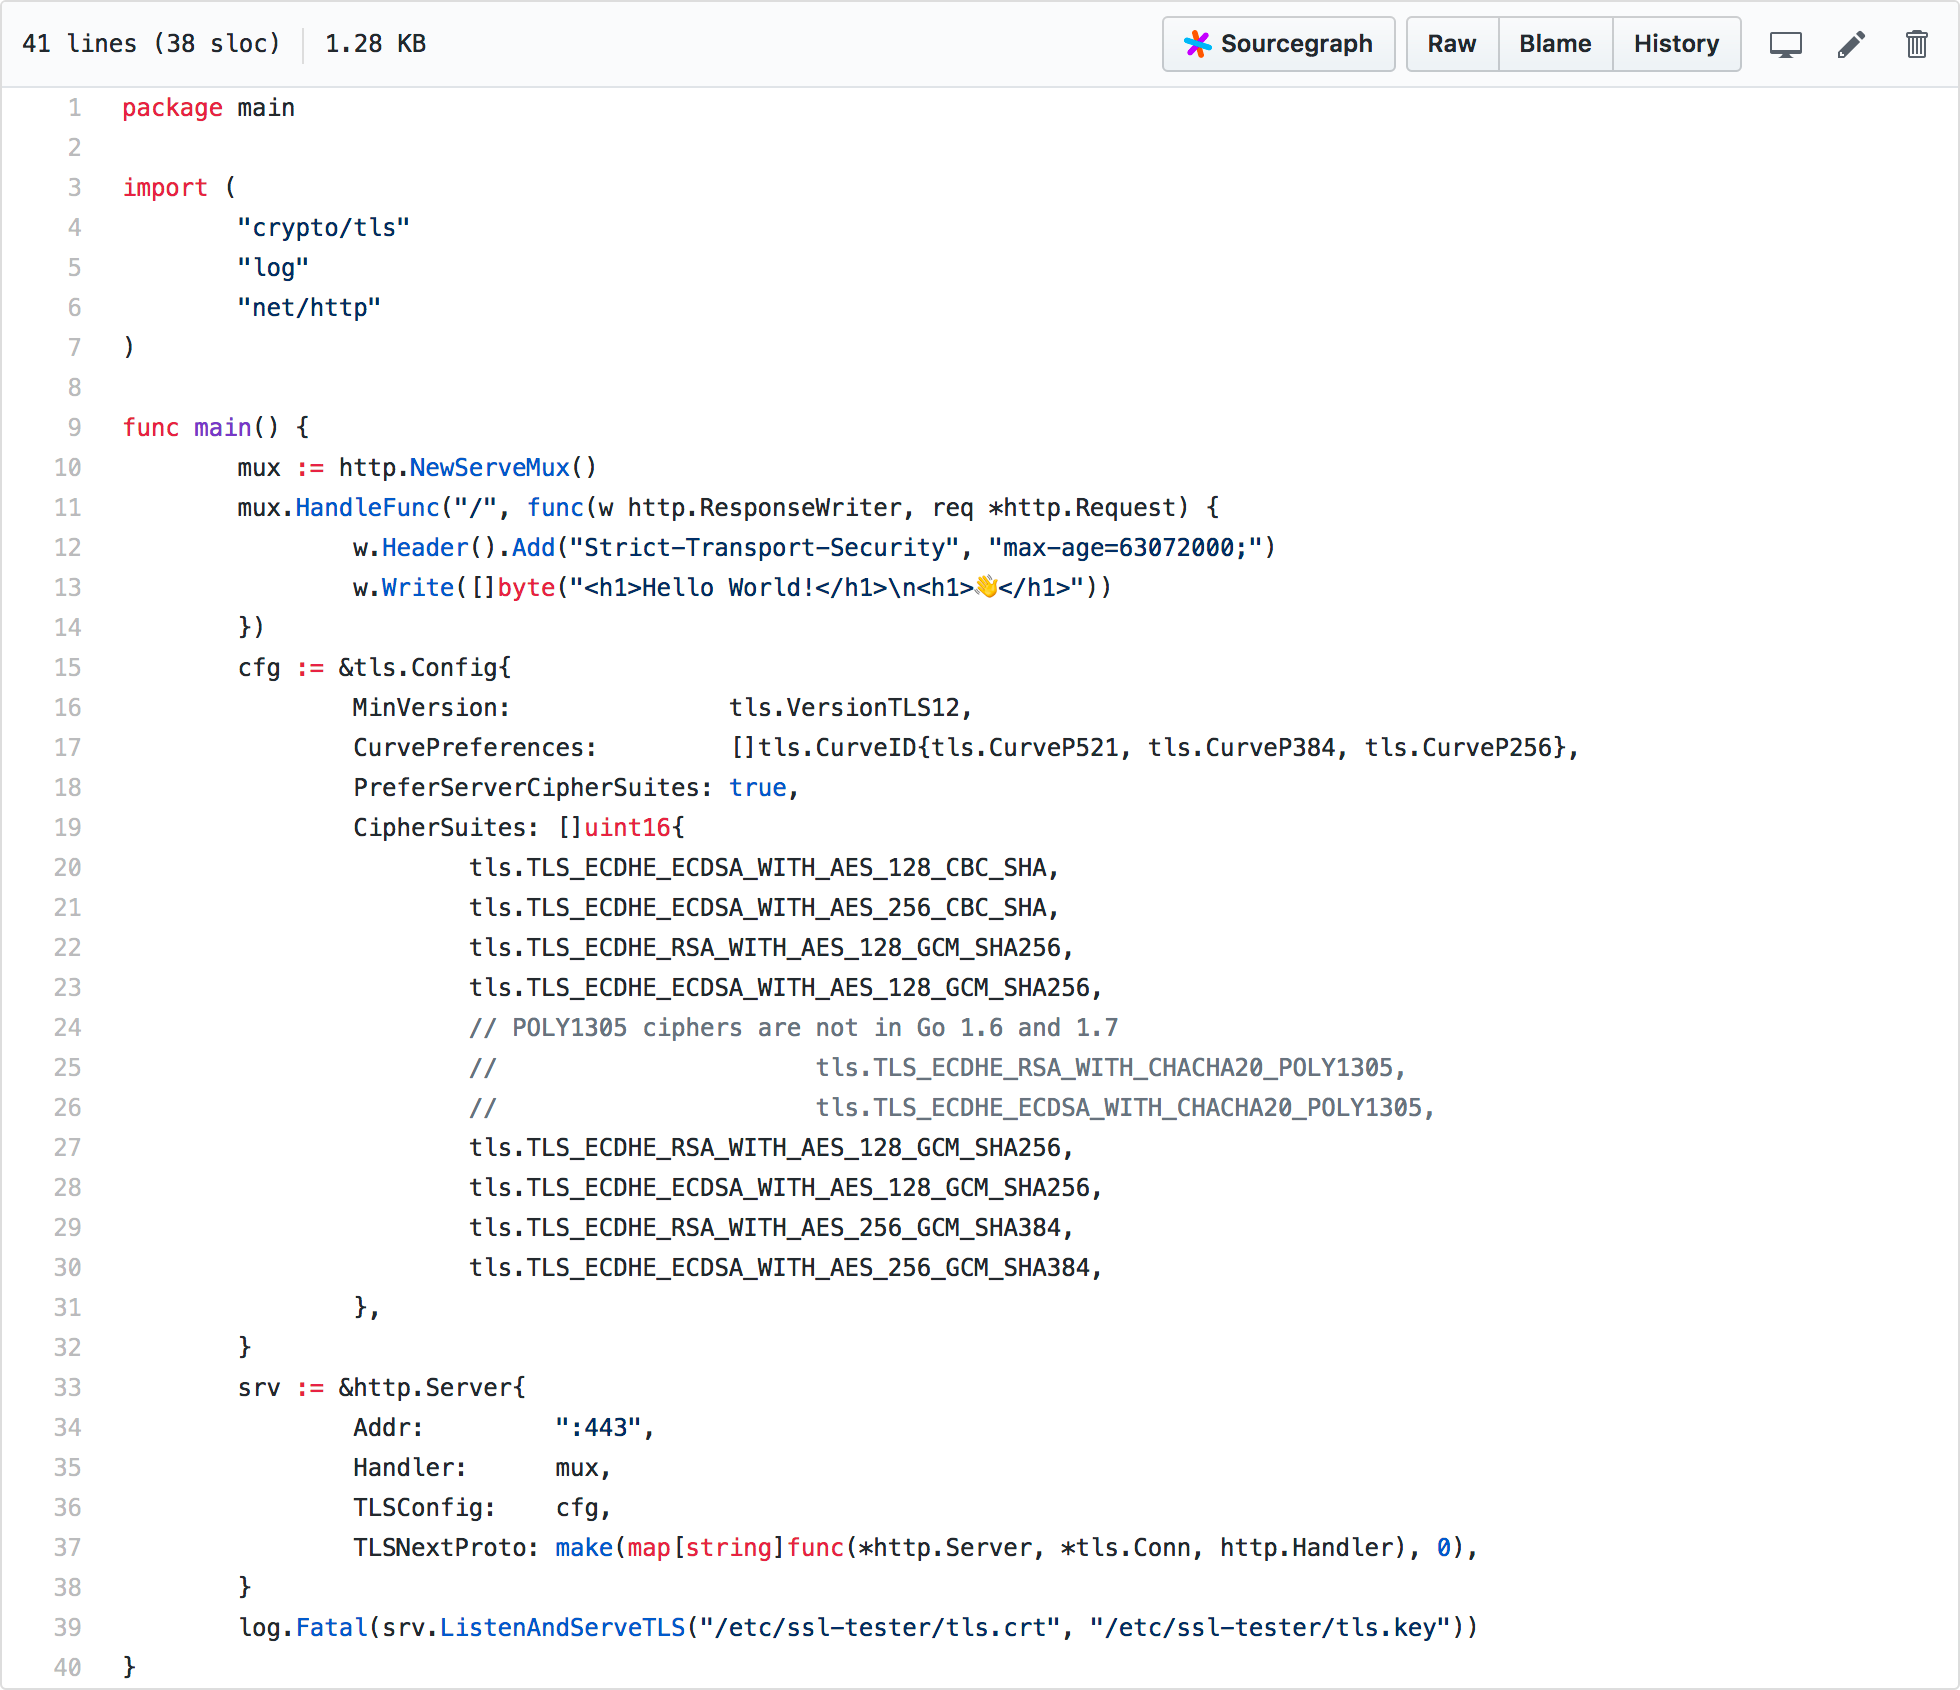 41 lines (38 sloc) 1.28 KB Sourcegraph Raw Blame History
1 package main
2
3 import (
4 "crypto/tls"
5 "log"
6 "net/http"
7 )
8
9 func main() {
10 mux := http.NewServeMux()
11 mux.HandleFunc("/", func(w http.ResponseWriter, req *http.Request) {
12 w.Header().Add("Strict-Transport-Security", "max-age=63072000;")
13 w.Write([]byte("<h1>Hello World!</h1>\n<h1>👋</h1>"))
14 })
15 cfg := &tls.Config{
16 MinVersion: tls.VersionTLS12,
17 CurvePreferences: []tls.CurveID{tls.CurveP521, tls.CurveP384, tls.CurveP256},
18 PreferServerCipherSuites: true,
19 CipherSuites: []uint16{
20 tls.TLS_ECDHE_ECDSA_WITH_AES_128_CBC_SHA,
21 tls.TLS_ECDHE_ECDSA_WITH_AES_256_CBC_SHA,
22 tls.TLS_ECDHE_RSA_WITH_AES_128_GCM_SHA256,
23 tls.TLS_ECDHE_ECDSA_WITH_AES_128_GCM_SHA256,
24 // POLY1305 ciphers are not in Go 1.6 and 1.7
25 // tls.TLS_ECDHE_RSA_WITH_CHACHA20_POLY1305,
26 // tls.TLS_ECDHE_ECDSA_WITH_CHACHA20_POLY1305,
27 tls.TLS_ECDHE_RSA_WITH_AES_128_GCM_SHA256,
28 tls.TLS_ECDHE_ECDSA_WITH_AES_128_GCM_SHA256,
29 tls.TLS_ECDHE_RSA_WITH_AES_256_GCM_SHA384,
30 tls.TLS_ECDHE_ECDSA_WITH_AES_256_GCM_SHA384,
31 },
32 }
33 srv := &http.Server{
34 Addr: ":443",
35 Handler: mux,
36 TLSConfig: cfg,
37 TLSNextProto: make(map[string]func(*http.Server, *tls.Conn, http.Handler), 0),
38 }
39 log.Fatal(srv.ListenAndServeTLS("/etc/ssl-tester/tls.crt", "/etc/ssl-tester/tls.key"))
40 }